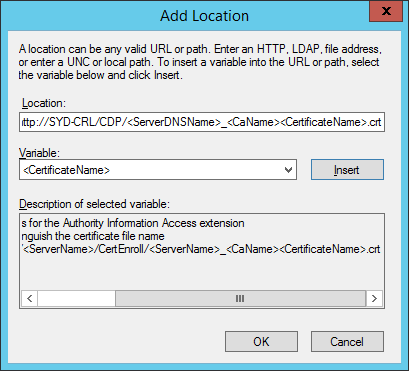 Add Location
A location can be any valid URL or path. Enter an HTTP, LDAP, file address,
or enter a UNC or local path. To insert a variable into the URL or path, select
the variable below and click Insert.
Location:
ttp://SYD-CRL/CDP/<ServerDNSName>_<CaName><CertificateName>.crt
Variable:
<CertificateName>
Insert
Description of selected variable:
s for the Authority Information Access extension
nguish the certificate file name
'<ServerName>/CertEnroll/<ServerName>_<CaName><CertificateName>.crt
OK
Cancel